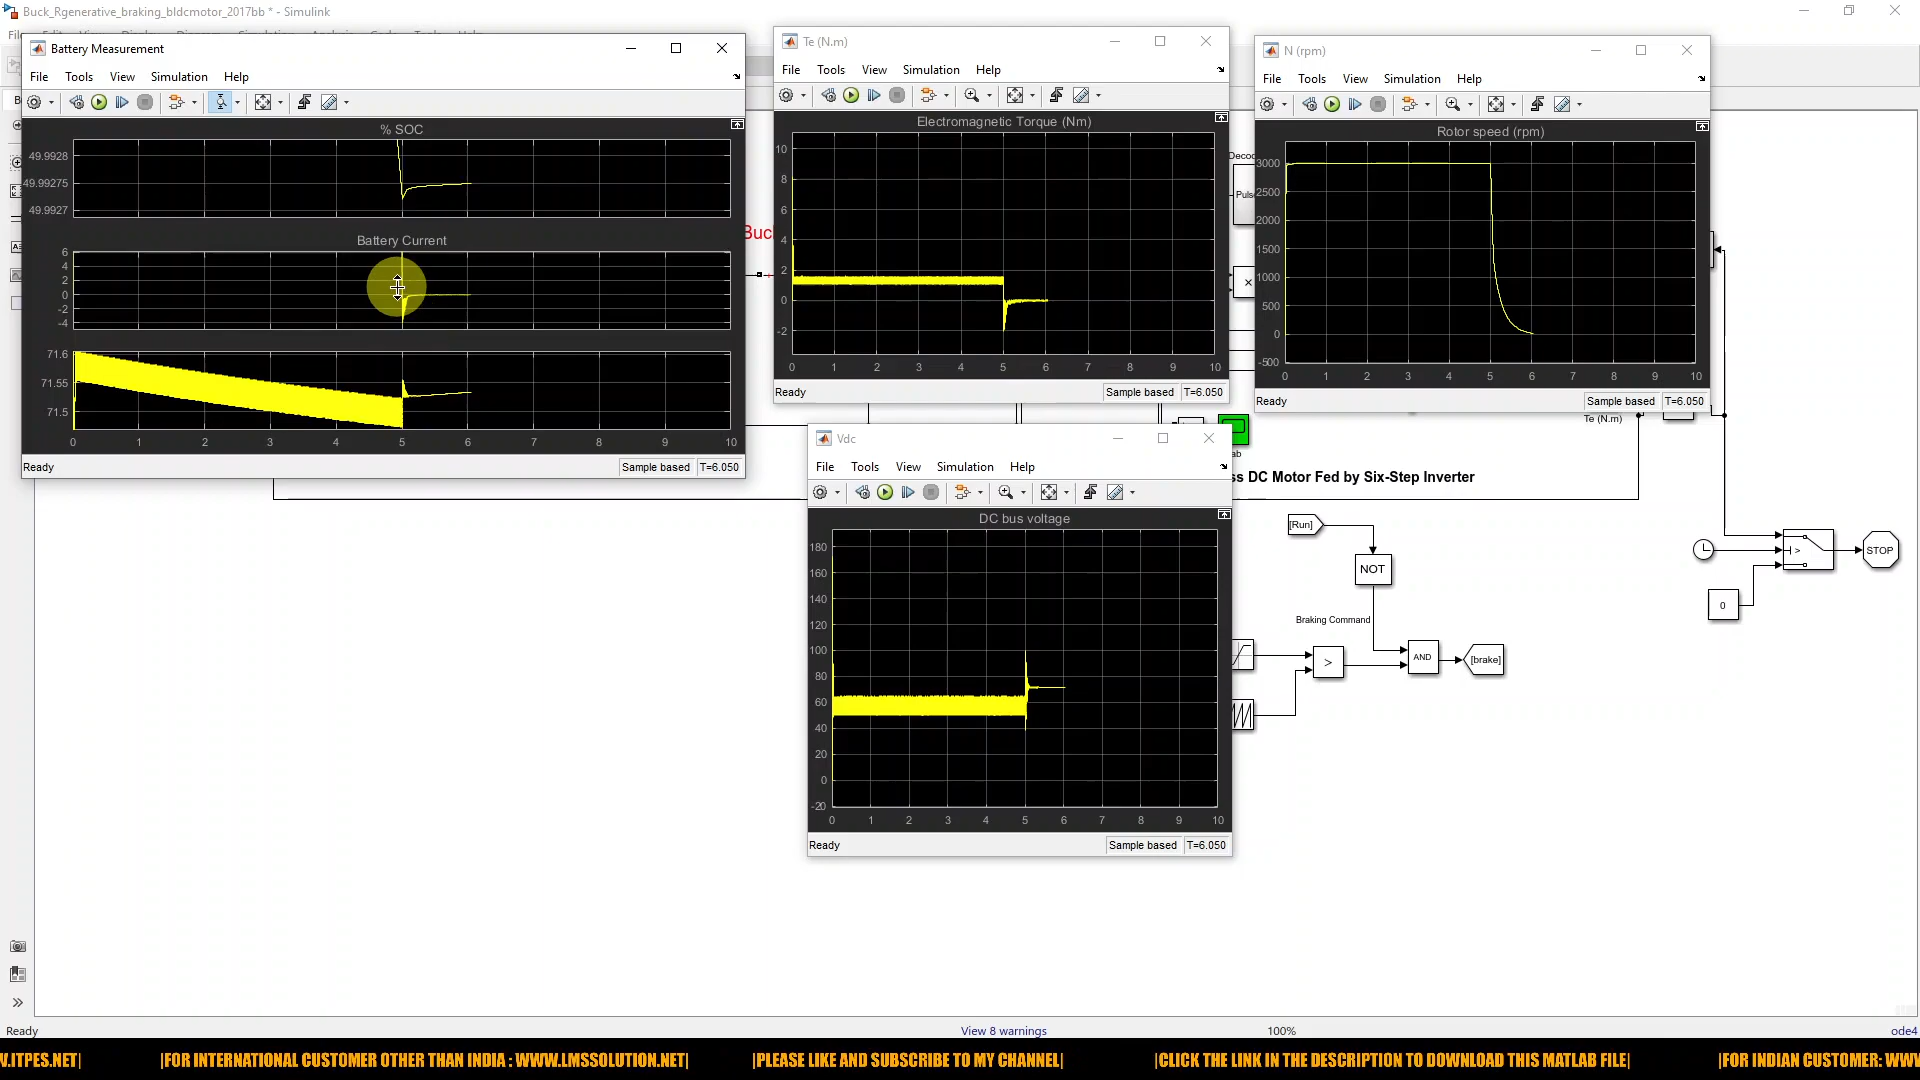 Buck_Rgenerative_braking_bldcmotor_2017bb * - Simulink
Battery Measurement
File Tools View Simulation Help
% SOC
49.9928
49.99275
49.9927
Battery Current
6
4
2
0
-2
-4
71.6
71.55
71.5
0 1 2 3 4 5 6 7 8 9 10
Ready Sample based T=6.050
Te (N.m)
File Tools View Simulation Help
Electromagnetic Torque (Nm)
10
8
6
4
2
0
-2
0 1 2 3 4 5 6 7 8 9 10
Ready Sample based T=6.050
N (rpm)
File Tools View Simulation Help
Rotor speed (rpm)
3000
2500
2000
1500
1000
500
0
-500
0 1 2 3 4 5 6 7 8 9 10
Ready Sample based T=6.050
Vdc
File Tools View Simulation Help
DC bus voltage
180
160
140
120
100
80
60
40
20
0
-20
0 1 2 3 4 5 6 7 8 9 10
Ready Sample based T=6.050
Buc
Deco
Puls
×
Te (N.m)
ab
ss DC Motor Fed by Six-Step Inverter
[Run]
NOT
Braking Command
>
AND
[brake]
>
STOP
0
Ready View 8 warnings 100% ode4
W.ITPES.NET| |FOR INTERNATIONAL CUSTOMER OTHER THAN INDIA : WWW.LMSSOLUTION.NET| |PLEASE LIKE AND SUBSCRIBE TO MY CHANNEL| |CLICK THE LINK IN THE DESCRIPTION TO DOWNLOAD THIS MATLAB FILE| |FOR INDIAN CUSTOMER: WWW